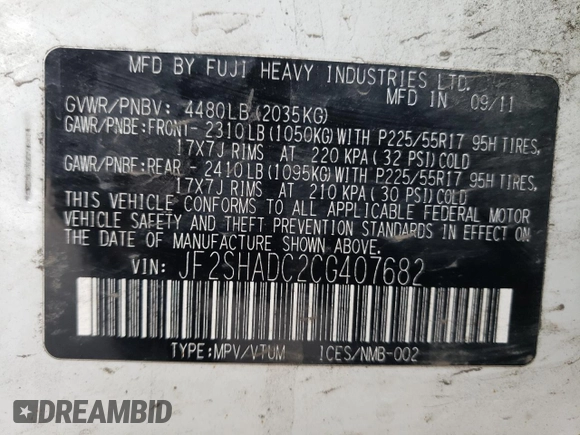 MFD BY FUJI HEAVY INDUSTRIES LTD.
MFD IN 09/11
GVWR/PNBV: 4480LB(2035KG)
GAWR/PNBE:FRONT-2310LB(1050KG)WITH P225/55R17 95H TIRES,
17X7J RIMS AT 220 KPA(32 PSI)COLD
GAWR/PNBE:REAR -2410LB(1095KG)WITH P225/55R17 95H TIRES,
17X7J RIMS AT 210 KPA(30 PSI)COLD
THIS VEHICLE CONFORMS TO ALL APPLICABLE FEDERAL MOTOR
VEHICLE SAFETY AND THEFT PREVENTION STANDARDS IN EFFECT ON
THE DATE OF MANUFACTURE SHOWN ABOVE.
VIN: JF2SHADC2CG407682
TYPE:MPV/VTUM ICES/NMB-002
DREAMBID